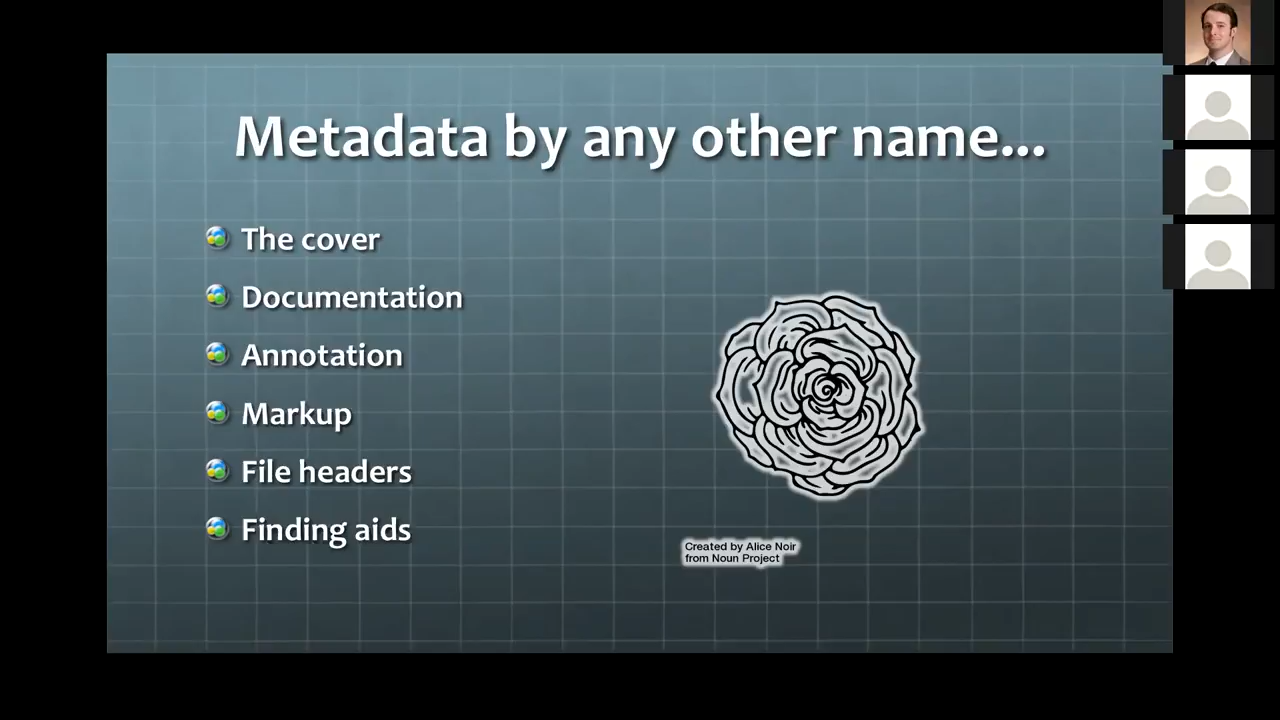 Metadata by any other name...
The cover
Documentation
Annotation
Markup
File headers
Finding aids
Created by Alice Noir
from Noun Project